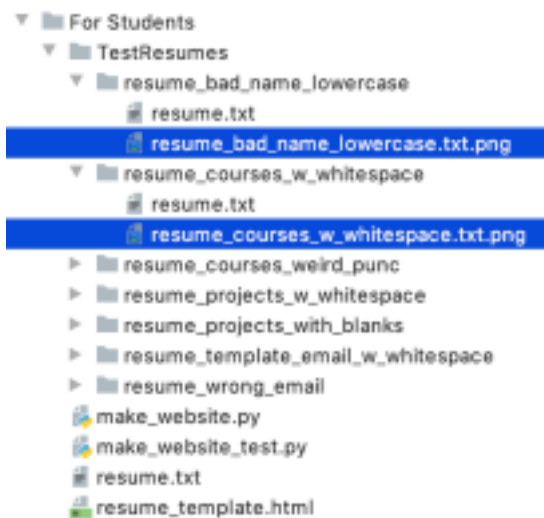 For Students
TestResumes
resume_bad_name_lowercase
resume.txt
resume_bad_name_lowercase.txt.png
resume_courses_w_whitespace
resume.txt
resume_courses_w_whitespace.txt.png
resume_courses_weird_punc
resume_projects_w_whitespace
resume_projects_with_blanks
resume_template_email_w_whitespace
resume_wrong_email
make_website.py
make_website_test.py
resume.txt
resume_template.html